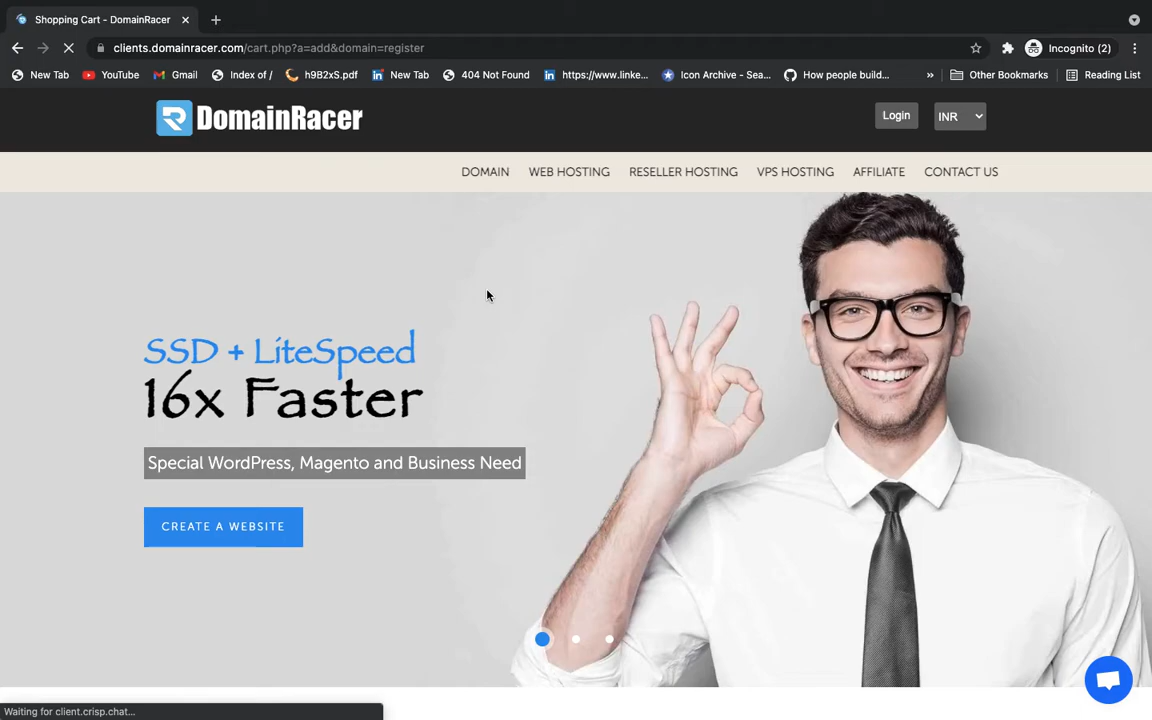 Shopping Cart - DomainRacer
clients.domainracer.com/cart.php?a=add&domain=register
Incognito (2)
New Tab
YouTube
Gmail
Index of /
h9B2xS.pdf
New Tab
404 Not Found
https://www.linke...
Icon Archive - Sea...
How people build...
»
Other Bookmarks
Reading List
DomainRacer
Login
INR
DOMAIN
WEB HOSTING
RESELLER HOSTING
VPS HOSTING
AFFILIATE
CONTACT US
SSD + LiteSpeed
16x Faster
Special WordPress, Magento and Business Need
CREATE A WEBSITE
Waiting for client.crisp.chat...